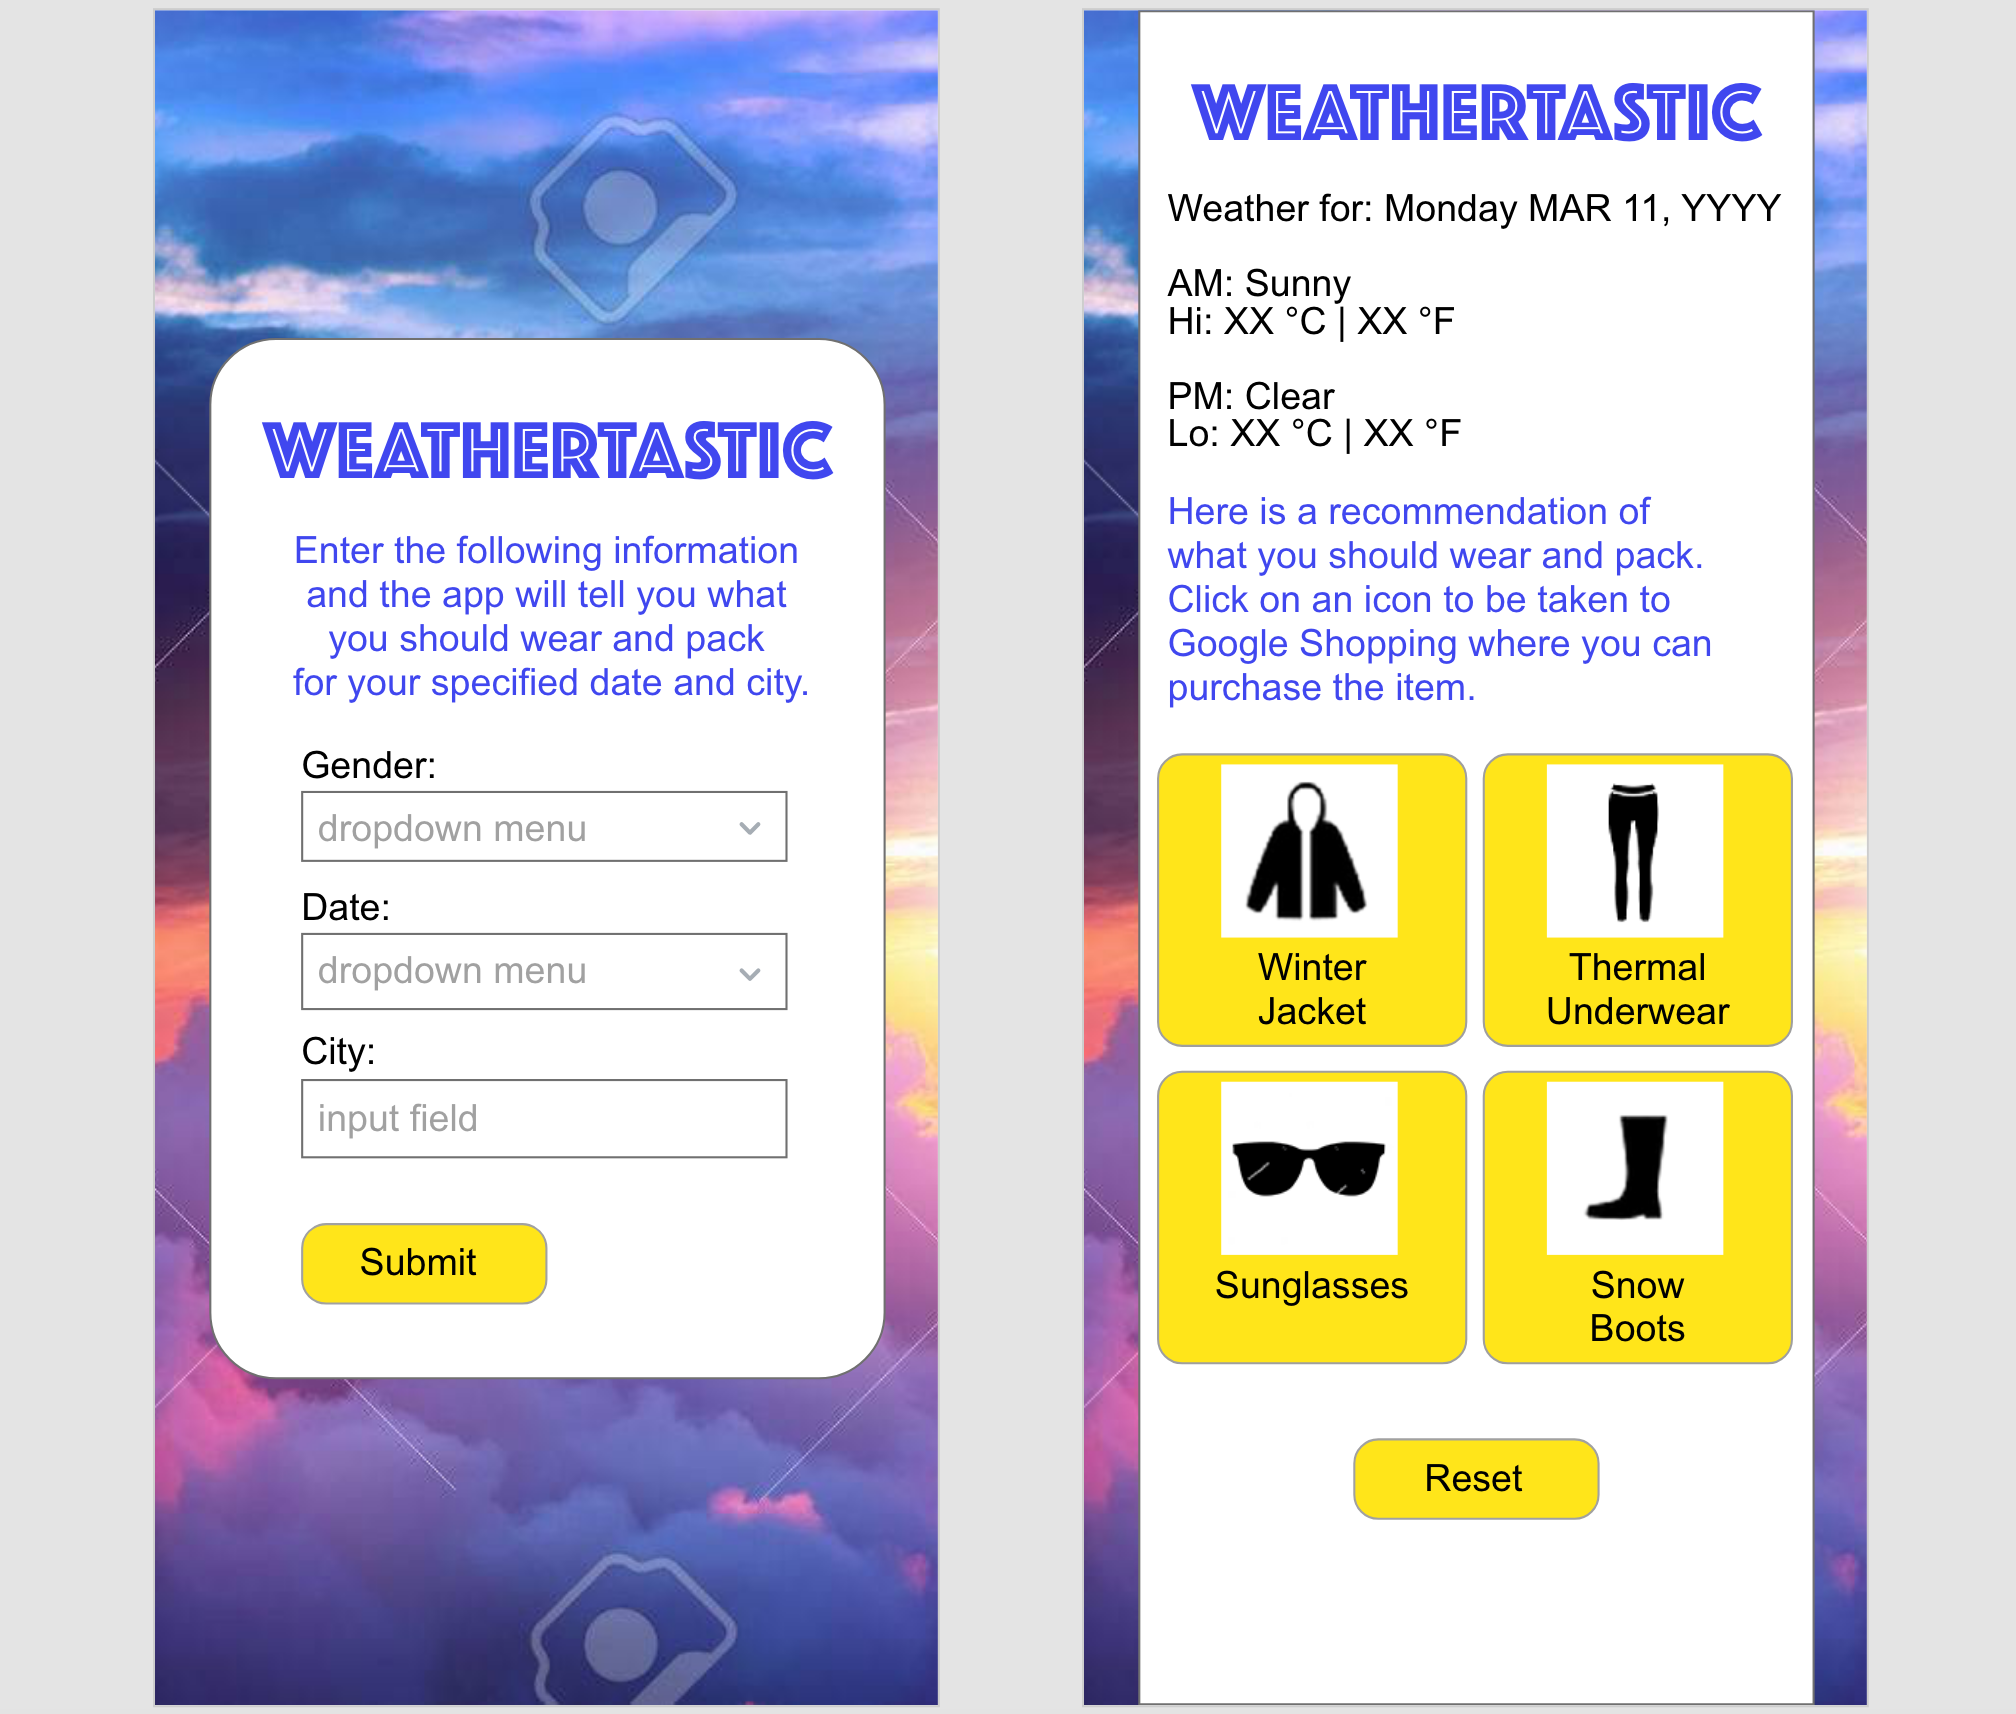 WEATHERTASTIC
Enter the following information
and the app will tell you what
you should wear and pack
for your specified date and city.
Gender:
dropdown menu
Date:
dropdown menu
City:
input field
Submit
WEATHERTASTIC
Weather for: Monday MAR 11, YYYY
AM: Sunny
Hi: XX °C | XX °F
PM: Clear
Lo: XX °C | XX °F
Here is a recommendation of
what you should wear and pack.
Click on an icon to be taken to
Google Shopping where you can
purchase the item.
Winter
Jacket
Thermal
Underwear
Sunglasses
Snow
Boots
Reset